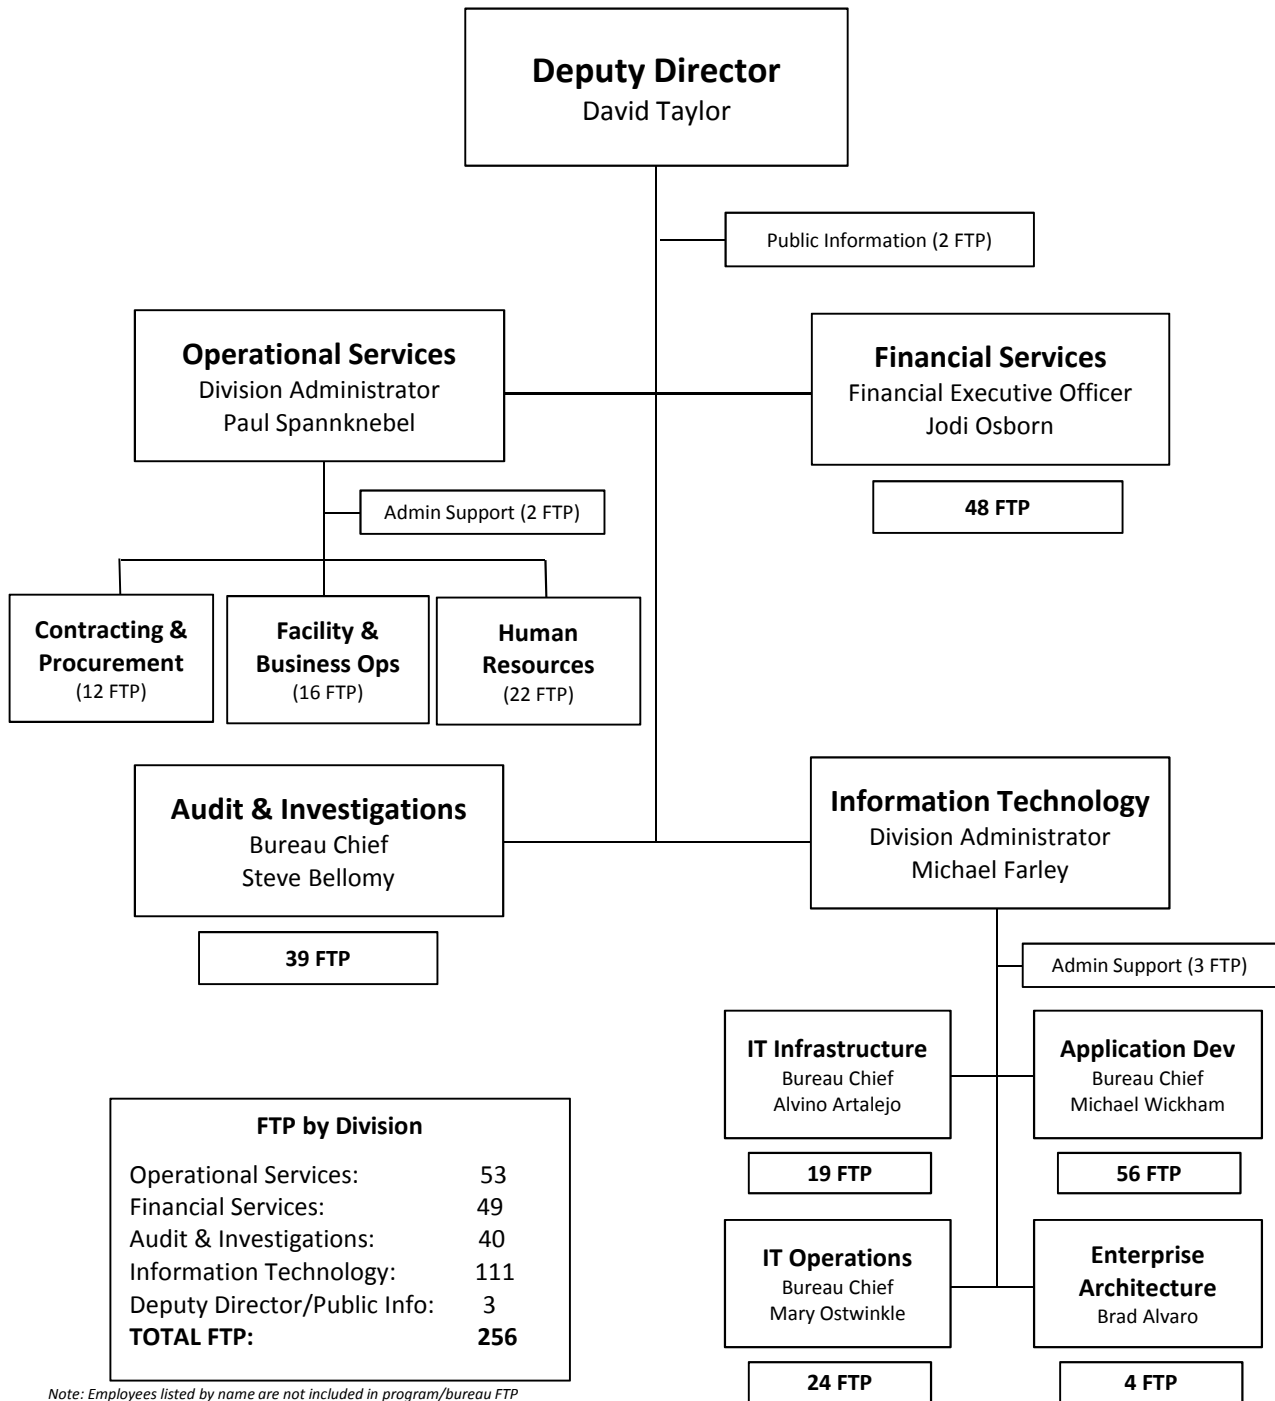 Deputy Director
David Taylor
Public Information (2 FTP)
Operational Services
Division Administrator
Paul Spannknebel
Financial Services
Financial Executive Officer
Jodi Osborn
48 FTP
Admin Support (2 FTP)
Contracting &
Procurement
(12 FTP)
Facility &
Business Ops
(16 FTP)
Human
Resources
(22 FTP)
Audit & Investigations
Bureau Chief
Steve Bellomy
39 FTP
Information Technology
Division Administrator
Michael Farley
Admin Support (3 FTP)
IT Infrastructure
Bureau Chief
Alvino Artalejo
19 FTP
Application Dev
Bureau Chief
Michael Wickham
56 FTP
IT Operations
Bureau Chief
Mary Ostwinkle
24 FTP
Enterprise
Architecture
Brad Alvaro
4 FTP
FTP by Division
Operational Services: 53
Financial Services: 49
Audit & Investigations: 40
Information Technology: 111
Deputy Director/Public Info: 3
TOTAL FTP: 256
Note: Employees listed by name are not included in program/bureau FTP